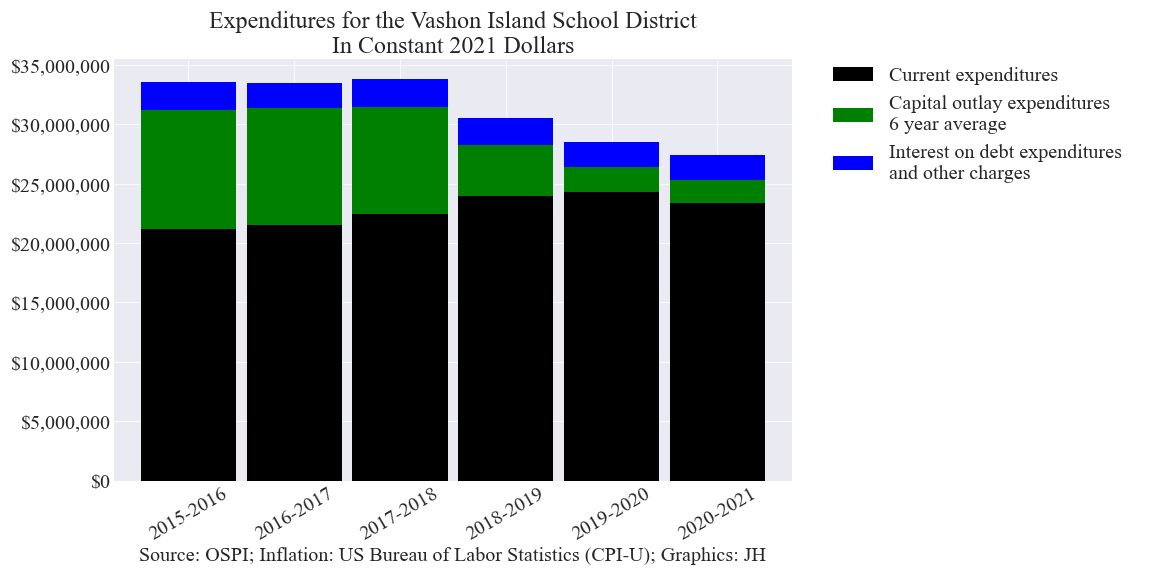 Expenditures for the Vashon Island School District
In Constant 2021 Dollars
$35,000,000
$30,000,000
$25,000,000
$20,000,000
$15,000,000
$10,000,000
$5,000,000
$0
2015-2016
2016-2017
2017-2018
2018-2019
2019-2020
2020-2021
Source: OSPI; Inflation: US Bureau of Labor Statistics (CPI-U); Graphics: JH
Current expenditures
Capital outlay expenditures
6 year average
Interest on debt expenditures
and other charges